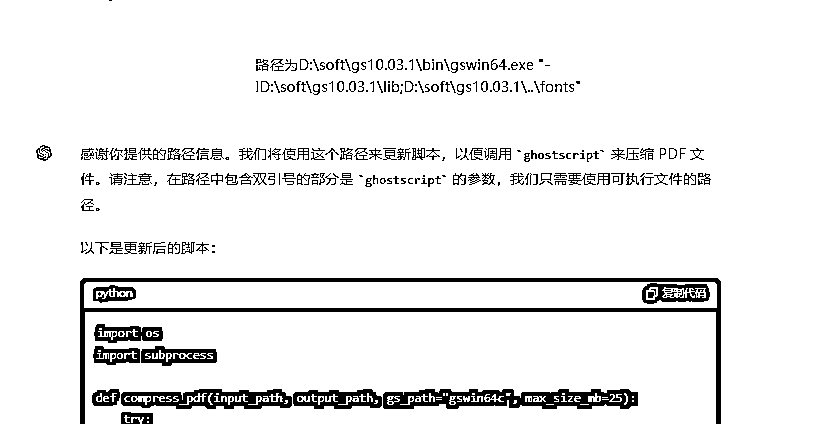 路径为D:\soft\gs10.03.1\bin\gswin64.exe "-
ID:\soft\gs10.03.1\lib;D:\soft\gs10.03.1\..\fonts"
感谢你提供的路径信息。我们将使用这个路径来更新脚本，以便调用 `ghostscript` 来压缩 PDF 文
件。请注意，在路径中包含双引号的部分是 `ghostscript` 的参数，我们只需要使用可执行文件的路
径。
以下是更新后的脚本：
python 复制代码
import os
import subprocess
def compress_pdf(input_path, output_path, gs_path="gswin64c", max_size_mb=25):
try: